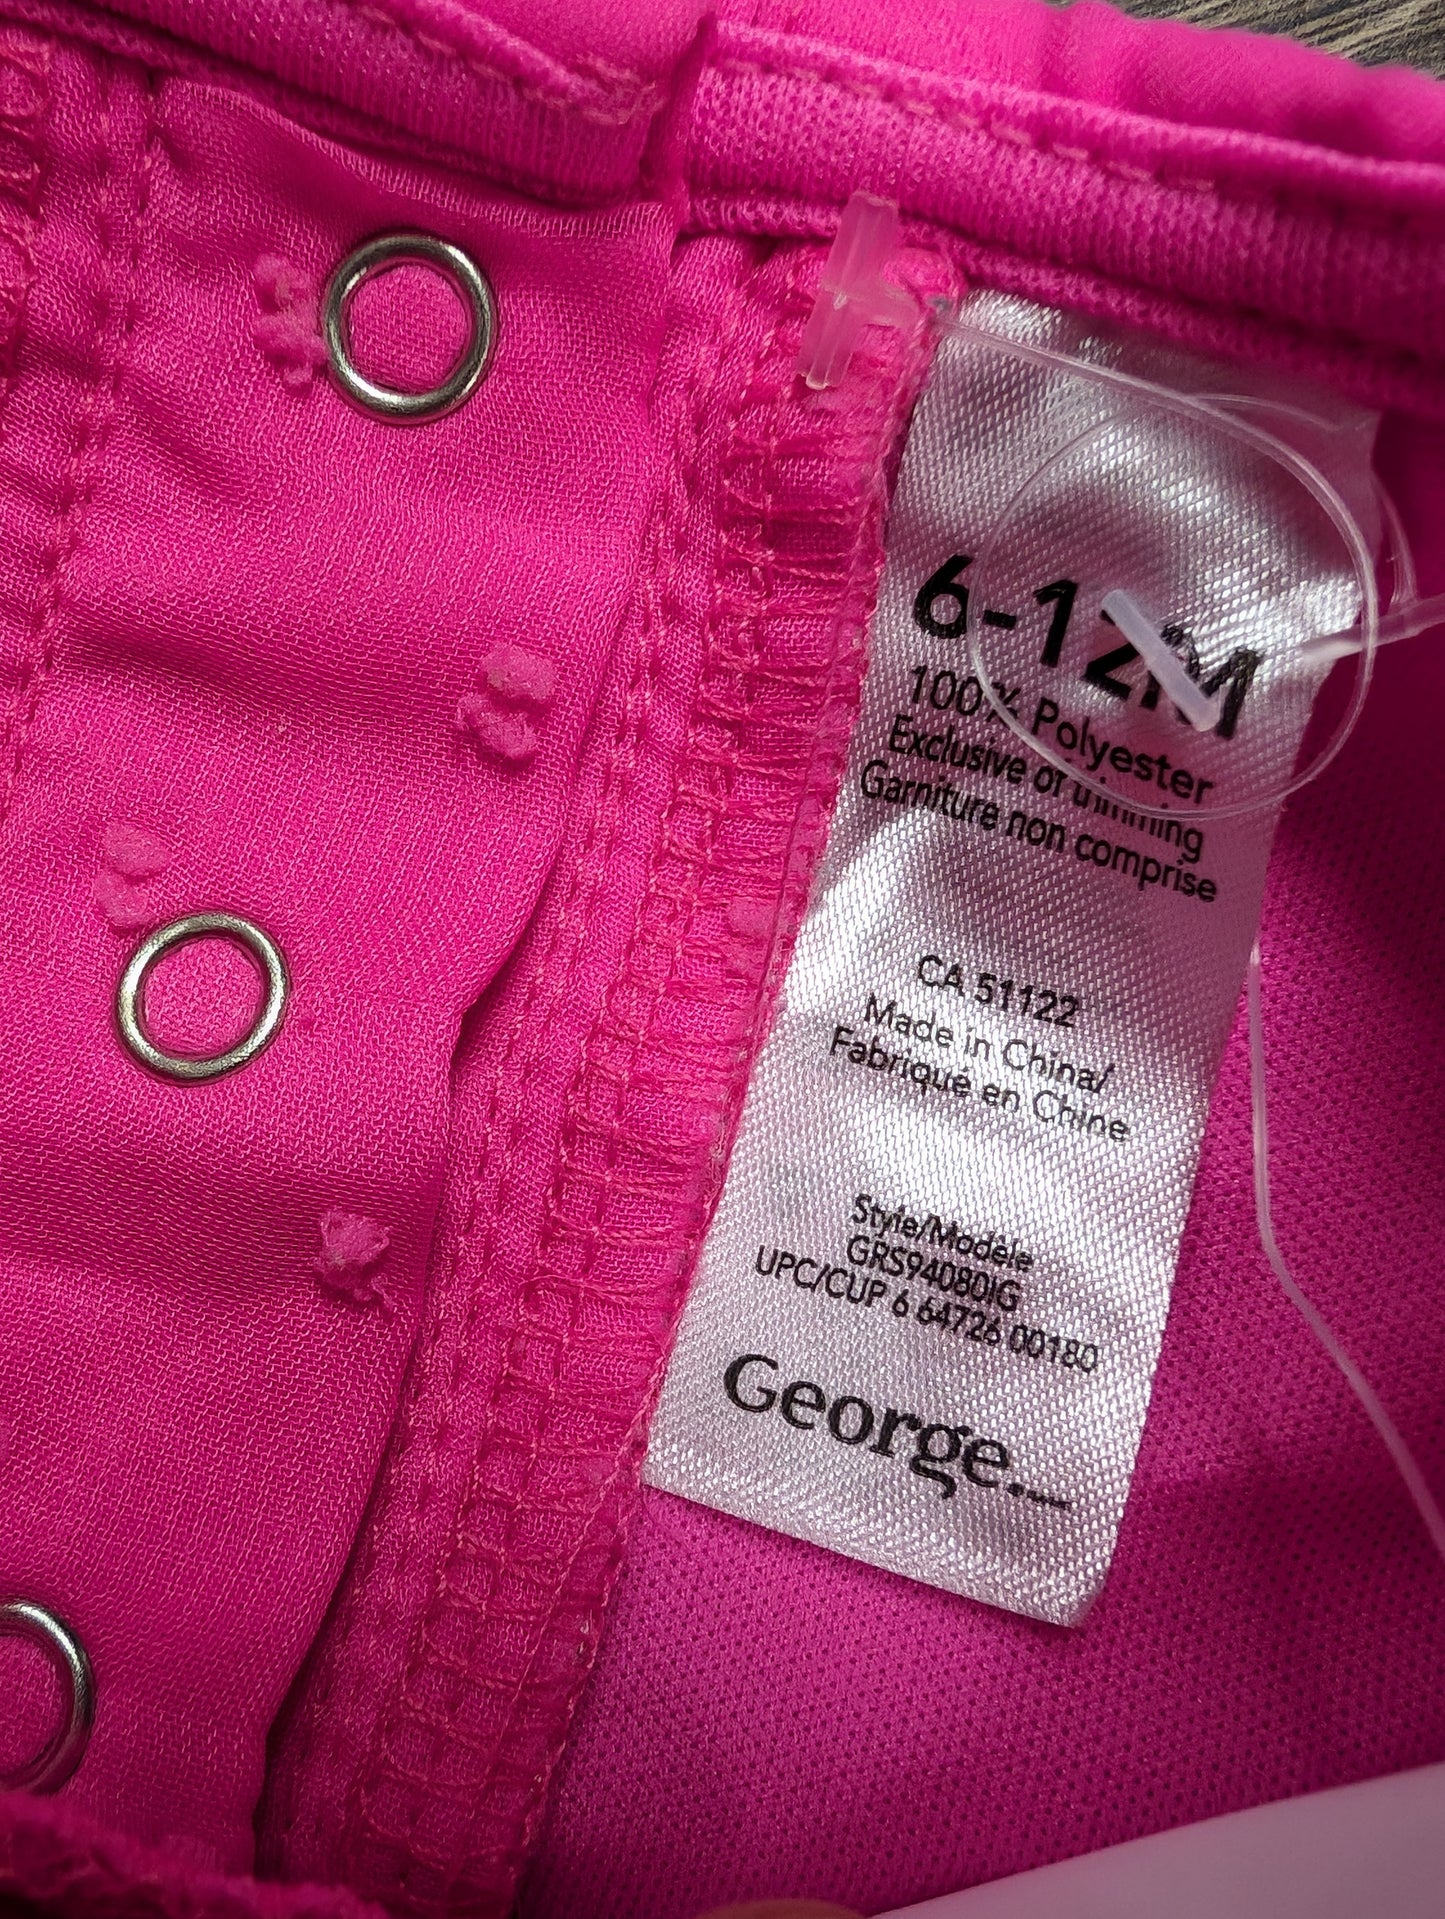 6-12M
100% Polyester
Exclusive of trimming
Garniture non comprise
CA 51122
Made in China/
Fabriqué en Chine
Style/Modèle
GRS94080IG
UPC/CUP 6 64726 00180
George